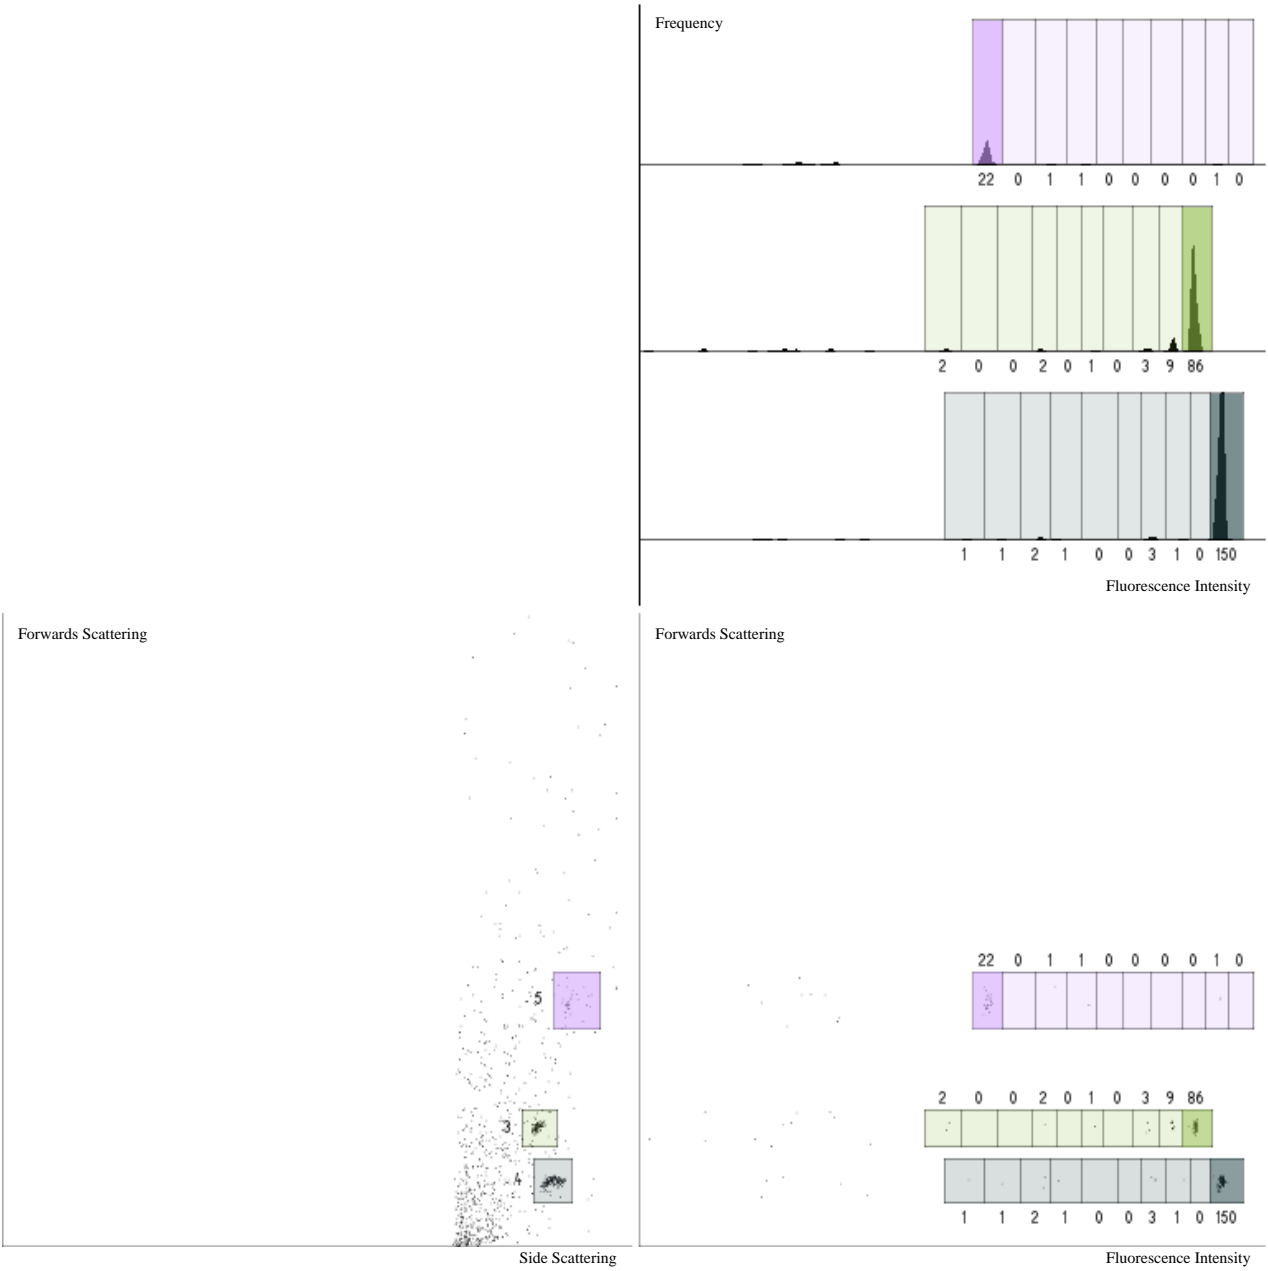 Frequency
22 0 1 1 0 0 0 0 1 0
2 0 0 2 0 1 0 3 9 86
1 1 2 1 0 0 3 1 0 150
Fluorescence Intensity
Forwards Scattering
5
3
4
Side Scattering
Forwards Scattering
22 0 1 1 0 0 0 0 1 0
2 0 0 2 0 1 0 3 9 86
1 1 2 1 0 0 3 1 0 150
Fluorescence Intensity